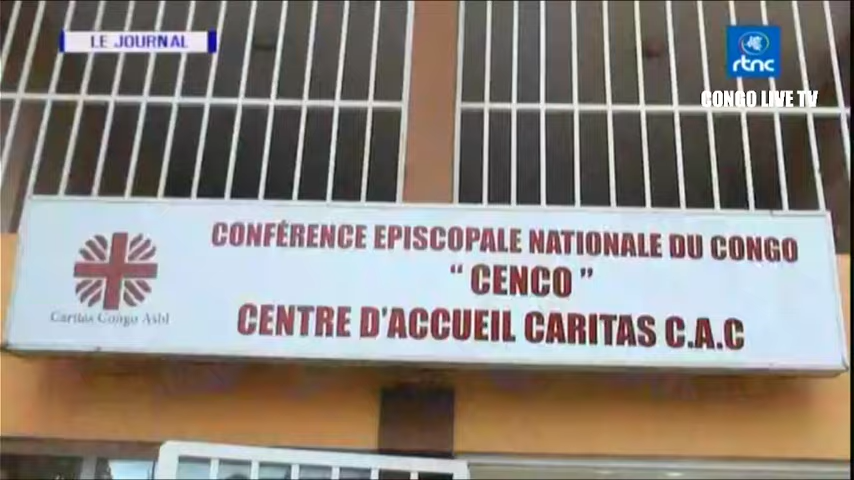 LE JOURNAL
rtnc
CONGO LIVE TV
CONFÉRENCE EPISCOPALE NATIONALE DU CONGO
“ CENCO ”
Caritas Congo Asbl
CENTRE D'ACCUEIL CARITAS C.A.C